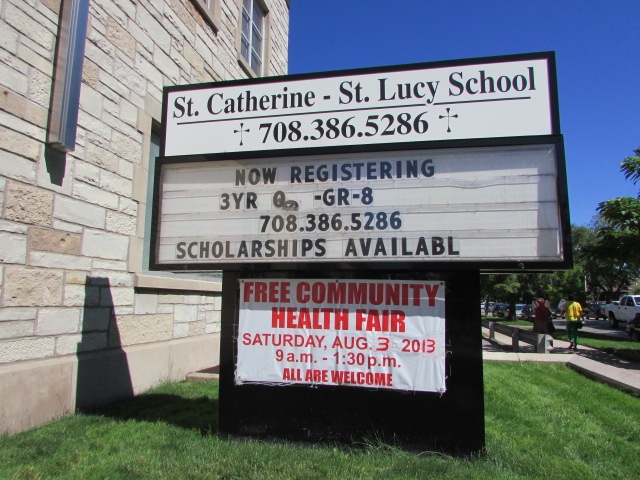 St. Catherine - St. Lucy School
708.386.5286
NOW REGISTERING
3YR -GR-8
708.386.5286
SCHOLARSHIPS AVAILABL
FREE COMMUNITY
HEALTH FAIR
SATURDAY, AUG. 3 2013
9 a.m. - 1:30p.m.
ALL ARE WELCOME